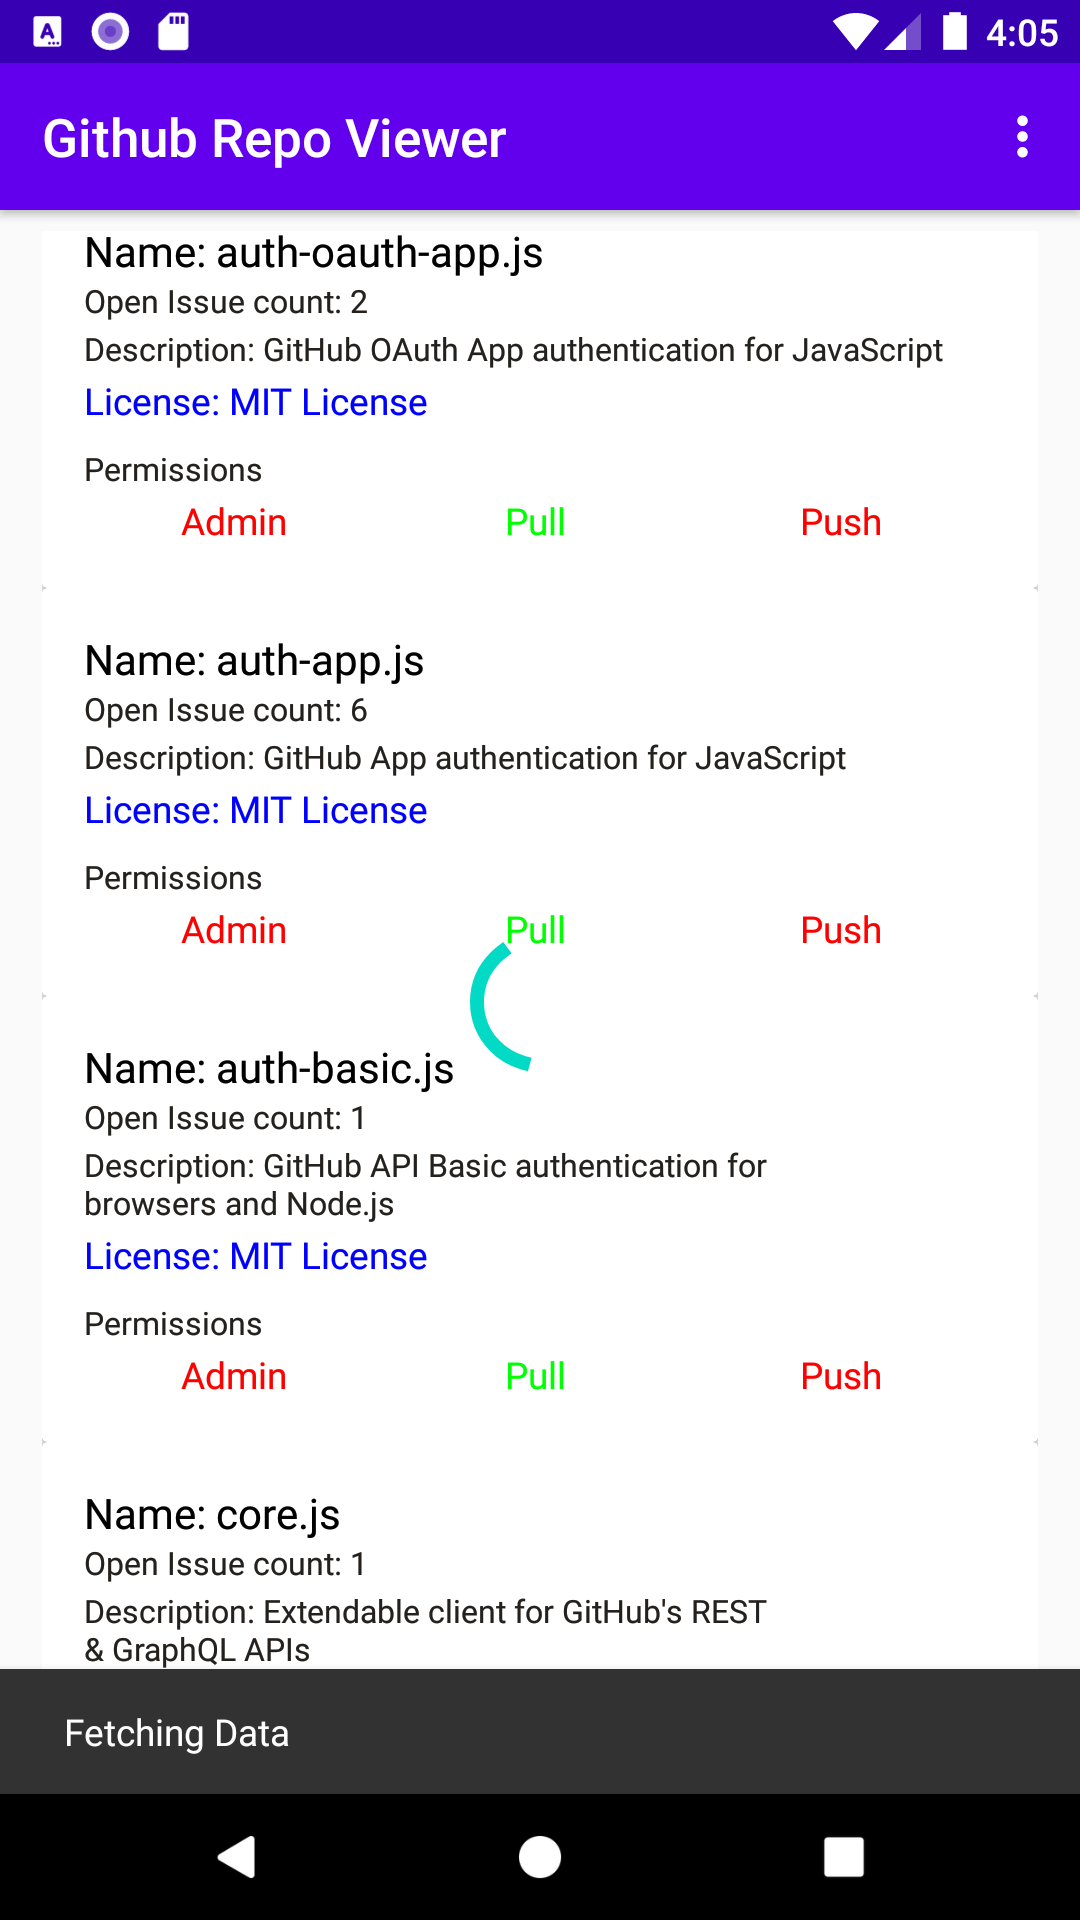 4:05
Github Repo Viewer
Name: auth-oauth-app.js
Open Issue count: 2
Description: GitHub OAuth App authentication for JavaScript
License: MIT License
Permissions
Admin Pull Push
Name: auth-app.js
Open Issue count: 6
Description: GitHub App authentication for JavaScript
License: MIT License
Permissions
Admin Pull Push
Name: auth-basic.js
Open Issue count: 1
Description: GitHub API Basic authentication for
browsers and Node.js
License: MIT License
Permissions
Admin Pull Push
Name: core.js
Open Issue count: 1
Description: Extendable client for GitHub's REST
& GraphQL APIs
Fetching Data